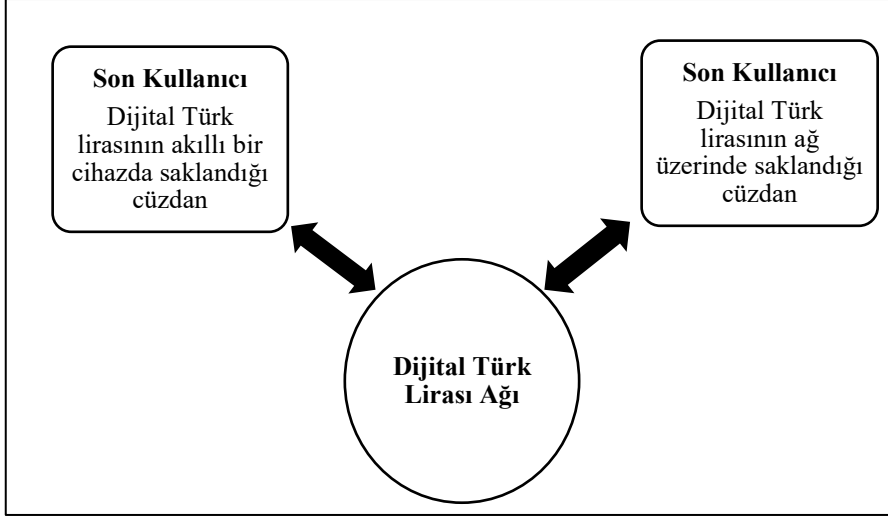 Son Kullanıcı
Dijital Türk
lirasının akıllı bir
cihazda saklandığı
cüzdan
Son Kullanıcı
Dijital Türk
lirasının ağ
üzerinde saklandığı
cüzdan
Dijital Türk
Lirası Ağı